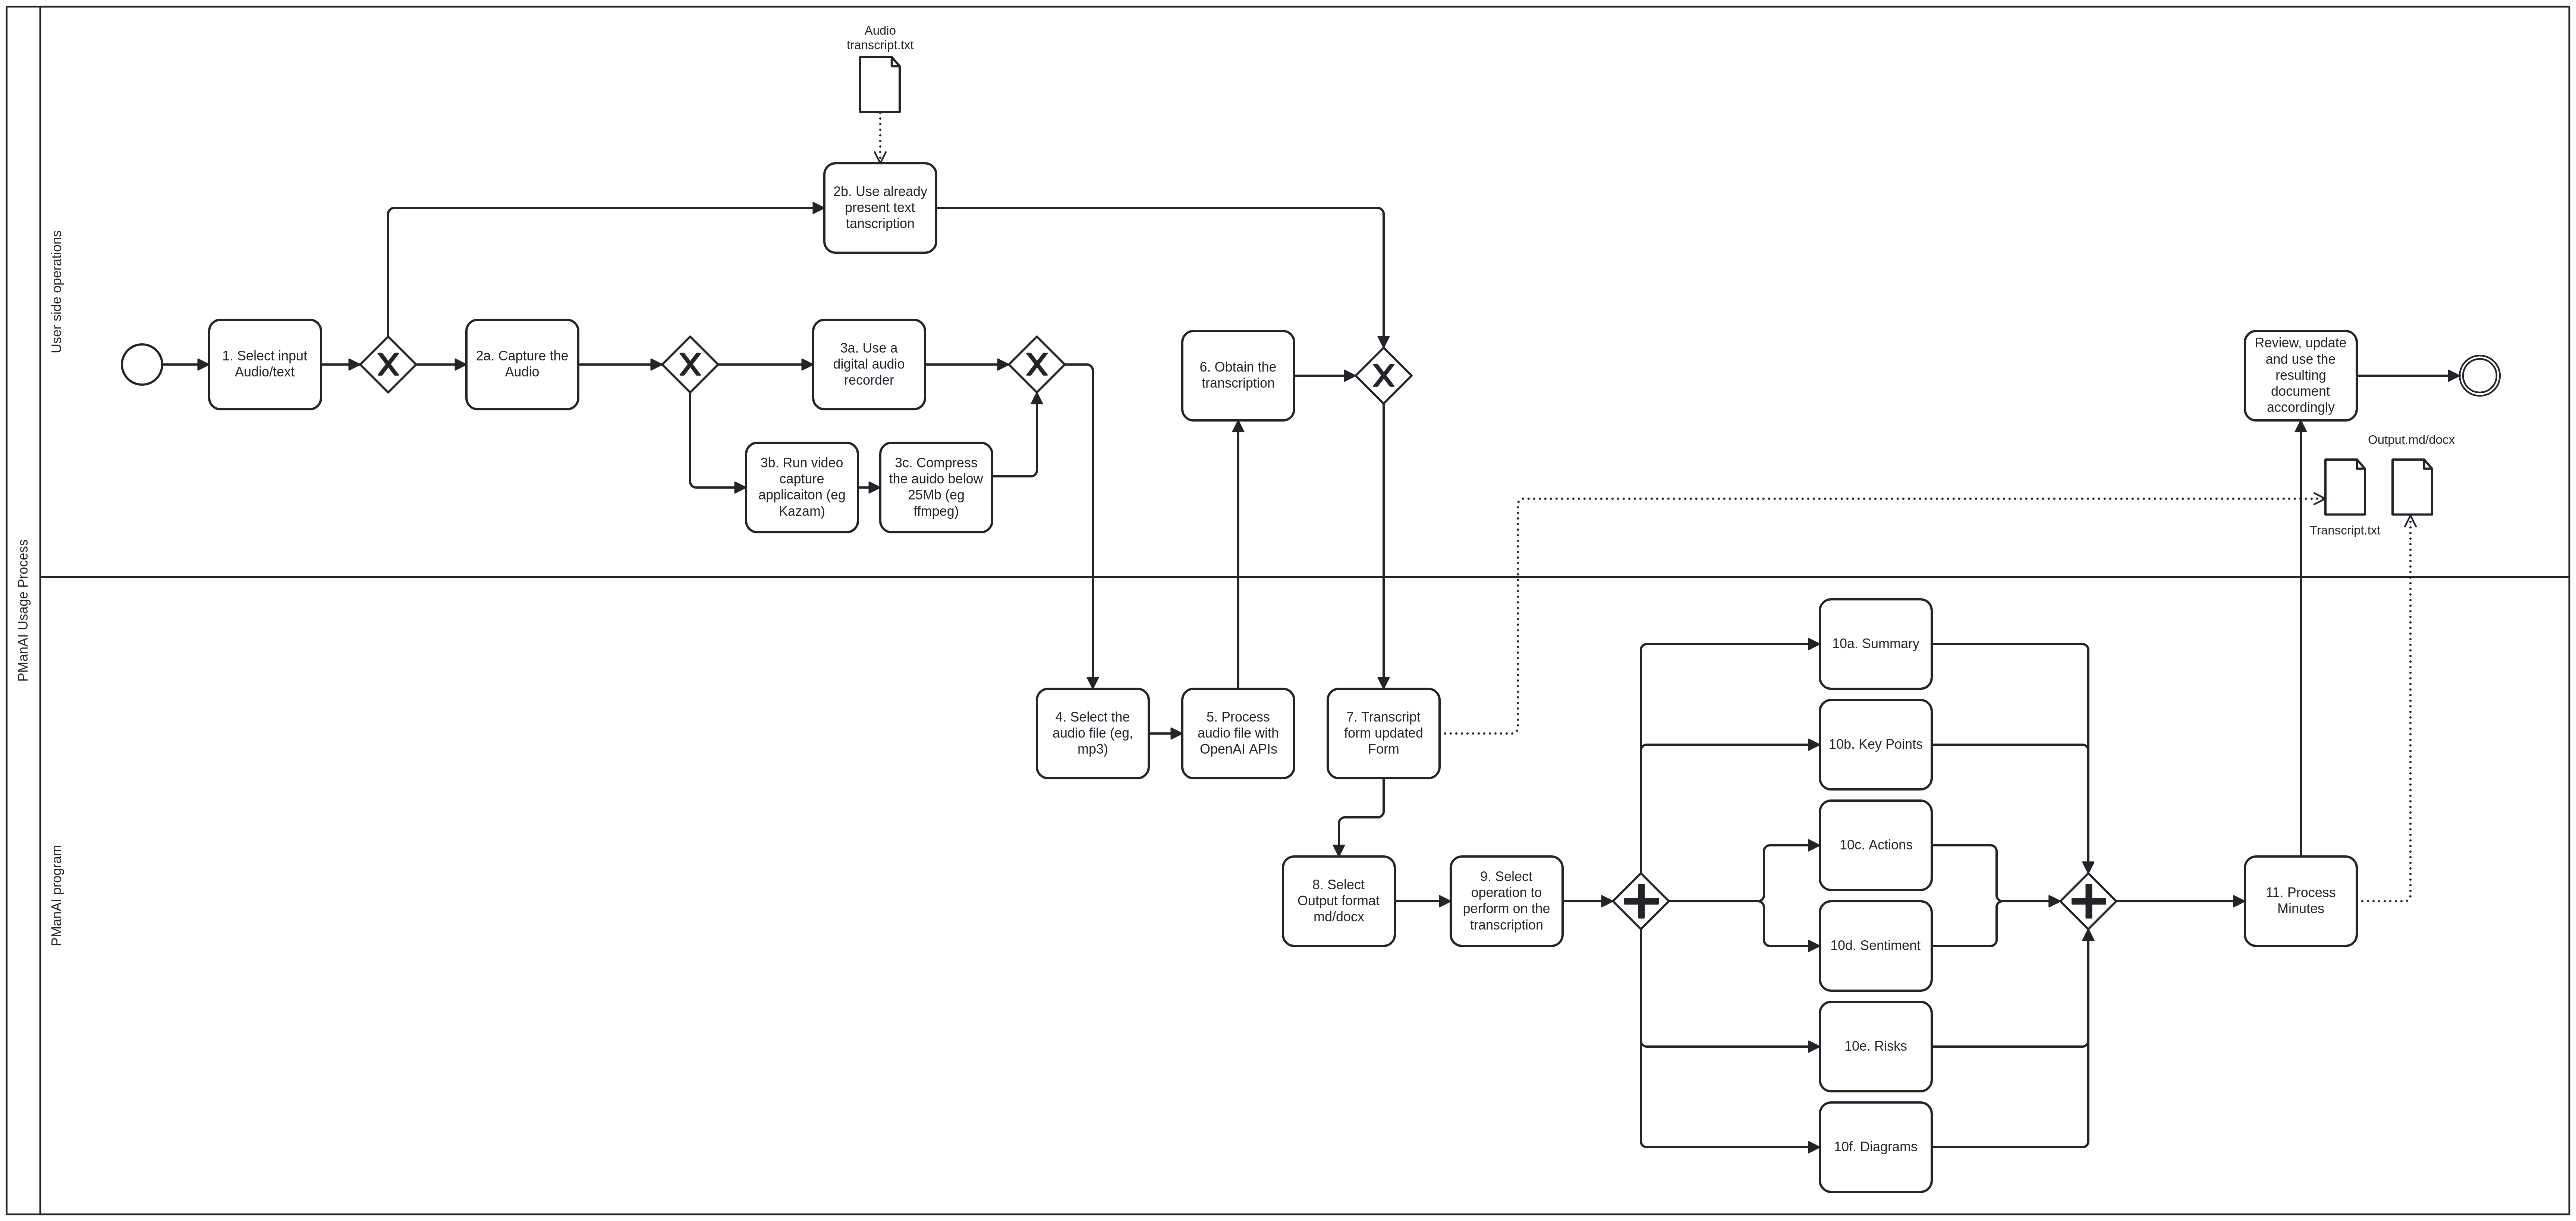 PManAI Usage Process
User side operations
Audio
transcript.txt
2b. Use already
present text
tanscription
1. Select input
Audio/text
2a. Capture the
Audio
3a. Use a
digital audio
recorder
3b. Run video
capture
applicaiton (eg
Kazam)
3c. Compress
the auido below
25Mb (eg
ffmpeg)
6. Obtain the
transcription
Review, update
and use the
resulting
document
accordingly
Output.md/docx
Transcript.txt
PManAI program
4. Select the
audio file (eg,
mp3)
5. Process
audio file with
OpenAI APIs
7. Transcript
form updated
Form
8. Select
Output format
md/docx
9. Select
operation to
perform on the
transcription
10a. Summary
10b. Key Points
10c. Actions
10d. Sentiment
10e. Risks
10f. Diagrams
11. Process
Minutes